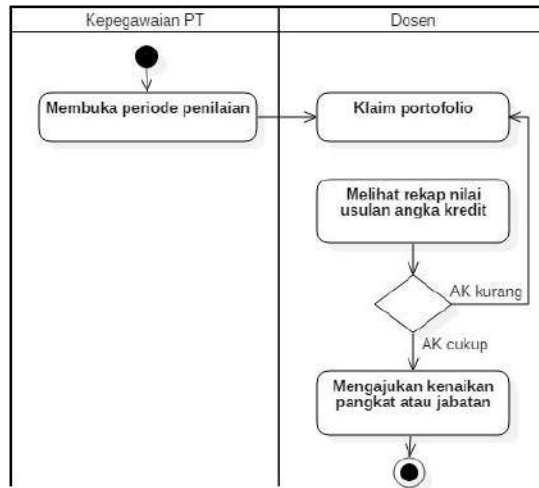 Kepegawaian PT
Dosen
Membuka periode penilaian
Klaim portofolio
Melihat rekap nilai
usulan angka kredit
AK kurang
AK cukup
Mengajukan kenaikan
pangkat atau jabatan